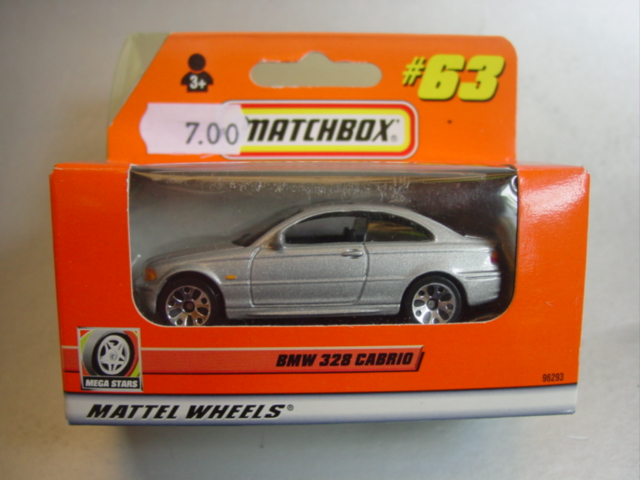 #63
3+
7.00
MATCHBOX®
BMW 328 CABRIO
MEGA STARS
96293
MATTEL WHEELS®